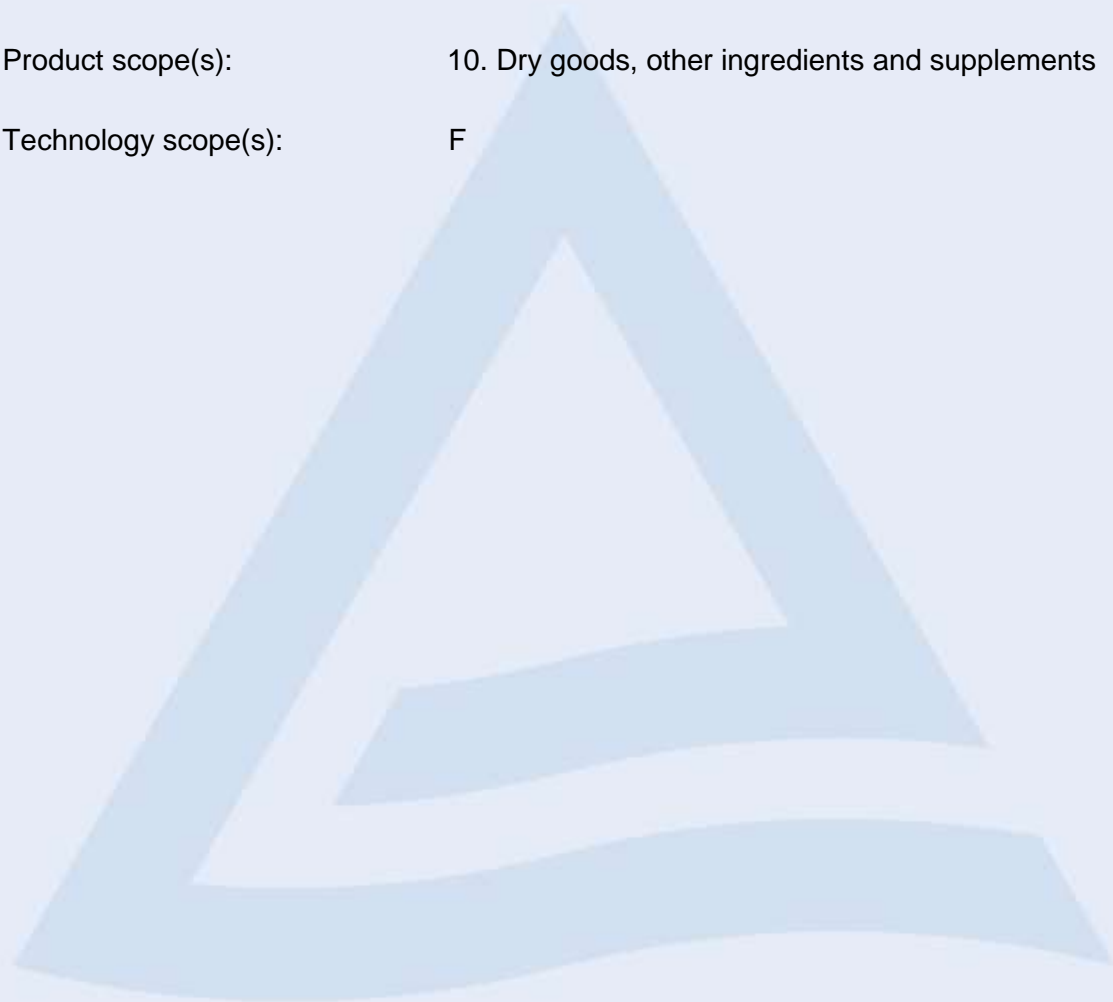 Product scope(s): 10. Dry goods, other ingredients and supplements
Technology scope(s): F